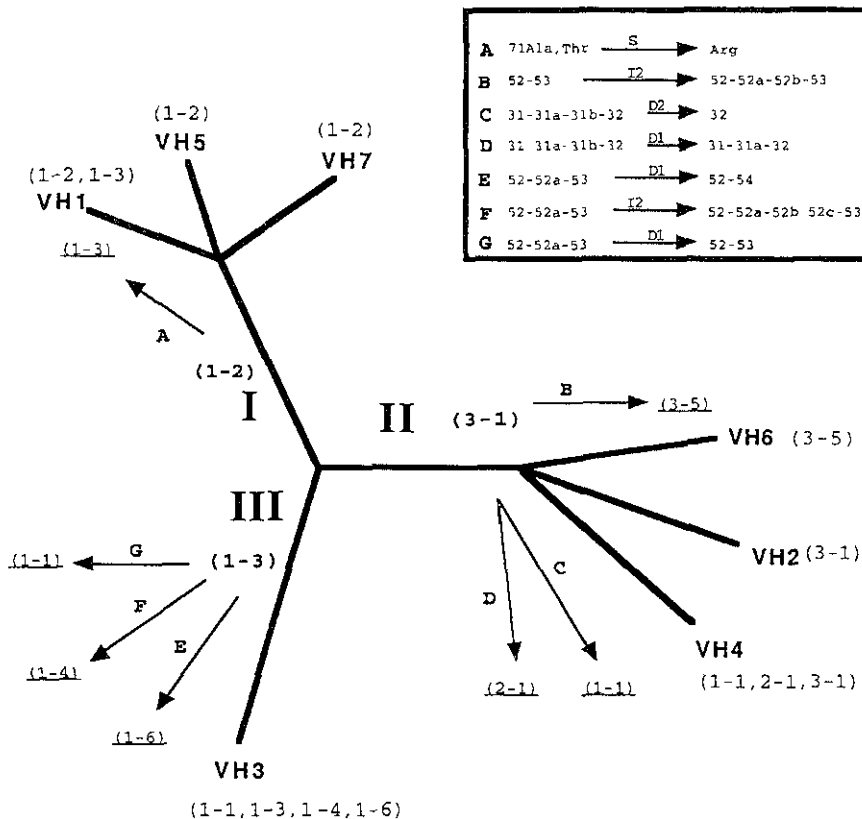 A 71Ala,Thr S Arg
B 52-53 I2 52-52a-52b-53
C 31-31a-31b-32 D2 32
D 31 31a-31b-32 D1 31-31a-32
E 52-52a-53 D1 52-54
F 52-52a-53 I2 52-52a-52b 52c-53
G 52-52a-53 D1 52-53
(1-2)
VH5
(1-2)
VH7
(1-2,1-3)
VH1
(1-3)
A
(1-2)
I
II
(3-1)
B
(3-5)
VH6 (3-5)
III
(1-1)
G
(1-3)
F
E
(1-4)
(1-6)
C
D
VH2 (3-1)
VH4
(2-1)
(1-1)
(1-1,2-1,3-1)
VH3
(1-1,1-3,1-4,1-6)